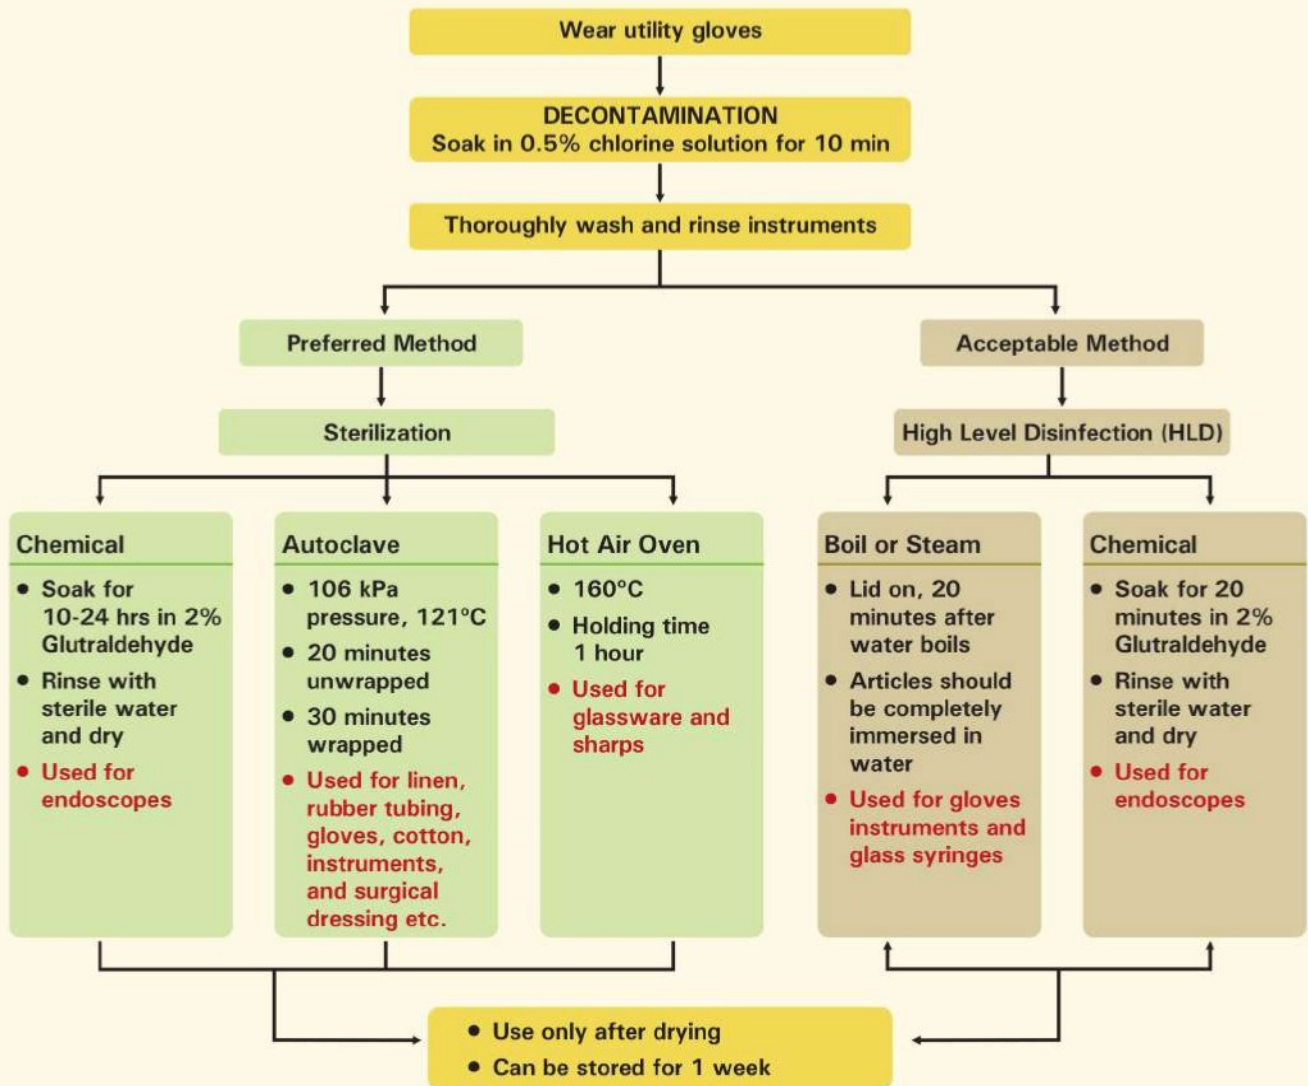 Wear utility gloves
DECONTAMINATION
Soak in 0.5% chlorine solution for 10 min
Thoroughly wash and rinse instruments
Preferred Method
Acceptable Method
Sterilization
High Level Disinfection (HLD)
Chemical
• Soak for
10-24 hrs in 2%
Glutraldehyde
• Rinse with
sterile water
and dry
• Used for
endoscopes
Autoclave
• 106 kPa
pressure, 121°C
• 20 minutes
unwrapped
• 30 minutes
wrapped
• Used for linen,
rubber tubing,
gloves, cotton,
instruments,
and surgical
dressing etc.
Hot Air Oven
• 160°C
• Holding time
1 hour
• Used for
glassware and
sharps
Boil or Steam
• Lid on, 20
minutes after
water boils
• Articles should
be completely
immersed in
water
• Used for gloves
instruments and
glass syringes
Chemical
• Soak for 20
minutes in 2%
Glutraldehyde
• Rinse with
sterile water
and dry
• Used for
endoscopes
• Use only after drying
• Can be stored for 1 week